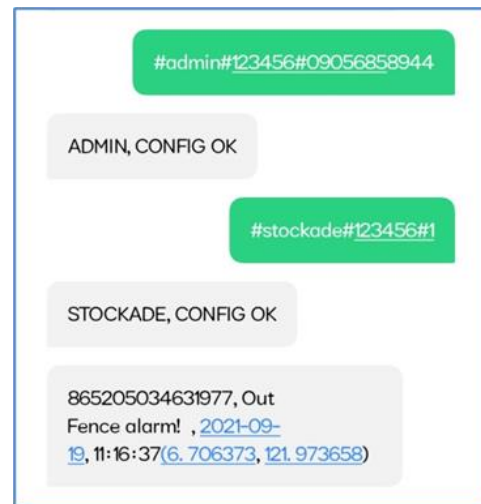 #admin#123456#09056858944
ADMIN, CONFIG OK
#stockade#123456#1
STOCKADE, CONFIG OK
865205034631977, Out
Fence alarm! , 2021-09-
19, 11:16:37(6. 706373, 121. 973658)